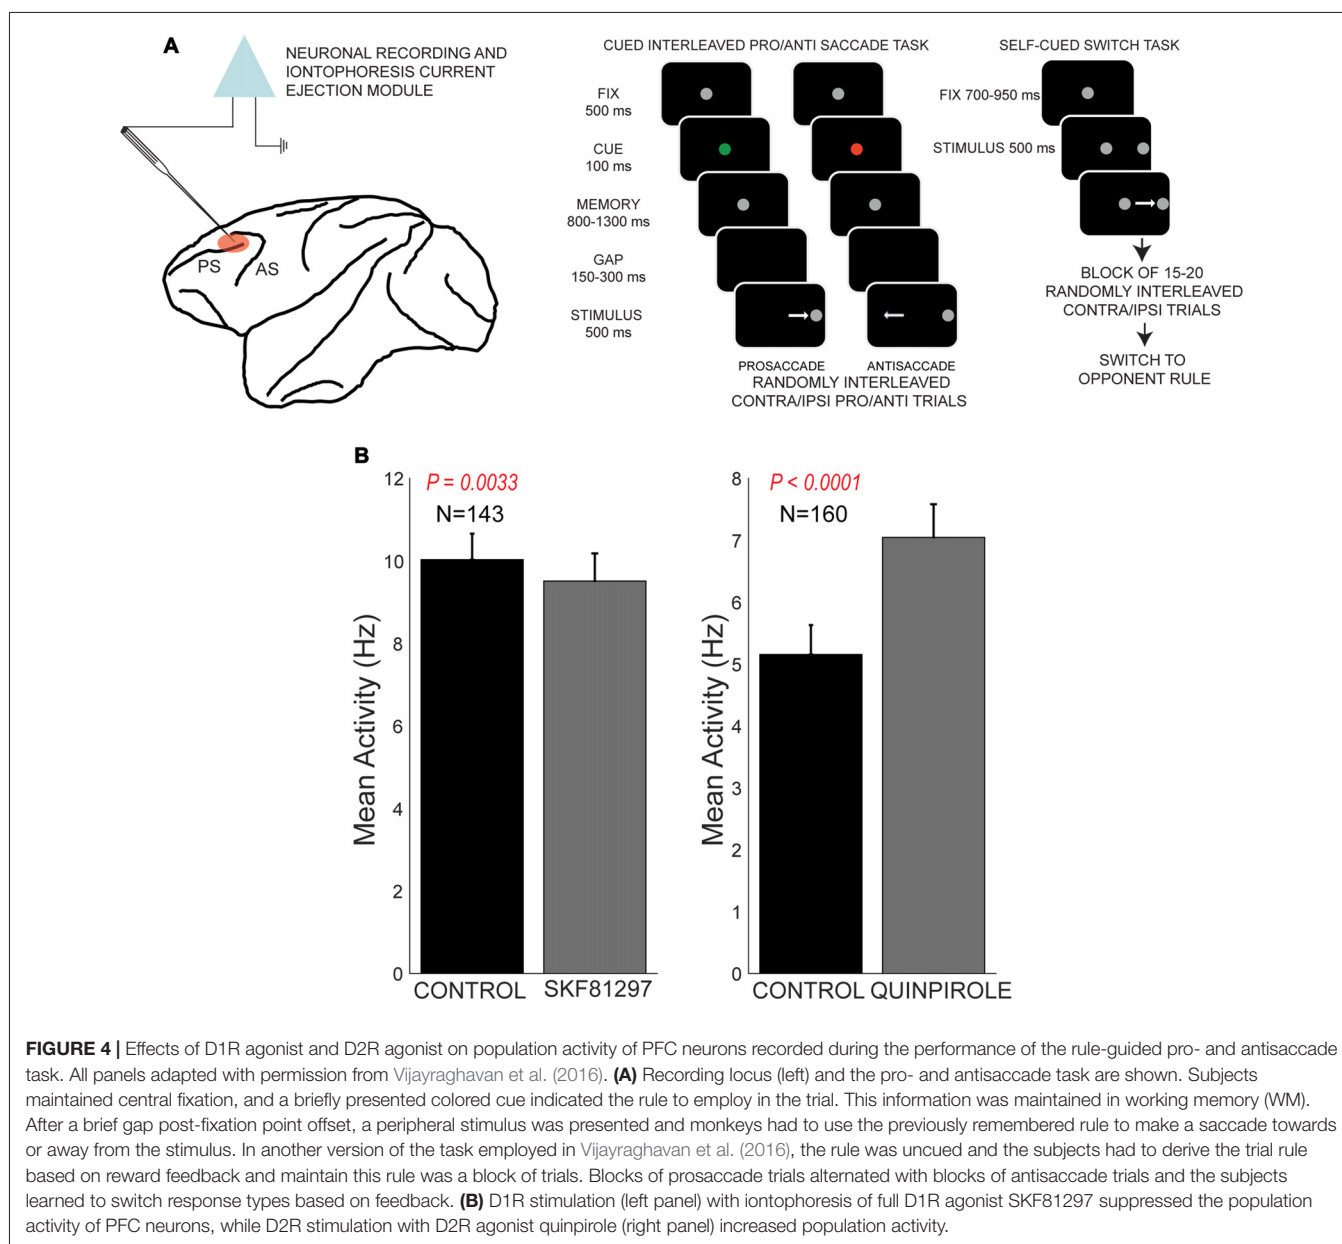 A
NEURONAL RECORDING AND
IONTOPHORESIS CURRENT
EJECTION MODULE
PS
AS
CUED INTERLEAVED PRO/ANTI SACCADE TASK
FIX
500 ms
CUE
100 ms
MEMORY
800-1300 ms
GAP
150-300 ms
STIMULUS
500 ms
PROSACCADE
ANTISACCADE
RANDOMLY INTERLEAVED
CONTRA/IPSI PRO/ANTI TRIALS
SELF-CUED SWITCH TASK
FIX 700-950 ms
STIMULUS 500 ms
BLOCK OF 15-20
RANDOMLY INTERLEAVED
CONTRA/IPSI TRIALS
SWITCH TO
OPPONENT RULE
B
Mean Activity (Hz)
12
10
8
6
4
2
0
P = 0.0033
N=143
CONTROL
SKF81297
Mean Activity (Hz)
8
7
6
5
4
3
2
1
0
P < 0.0001
N=160
CONTROL
QUINPIROLE
FIGURE 4 | Effects of D1R agonist and D2R agonist on population activity of PFC neurons recorded during the performance of the rule-guided pro- and antisaccade
task. All panels adapted with permission from Vijayraghavan et al. (2016). (A) Recording locus (left) and the pro- and antisaccade task are shown. Subjects
maintained central fixation, and a briefly presented colored cue indicated the rule to employ in the trial. This information was maintained in working memory (WM).
After a brief gap post-fixation point offset, a peripheral stimulus was presented and monkeys had to use the previously remembered rule to make a saccade towards
or away from the stimulus. In another version of the task employed in Vijayraghavan et al. (2016), the rule was uncued and the subjects had to derive the trial rule
based on reward feedback and maintain this rule was a block of trials. Blocks of prosaccade trials alternated with blocks of antisaccade trials and the subjects
learned to switch response types based on feedback. (B) D1R stimulation (left panel) with iontophoresis of full D1R agonist SKF81297 suppressed the population
activity of PFC neurons, while D2R stimulation with D2R agonist quinpirole (right panel) increased population activity.